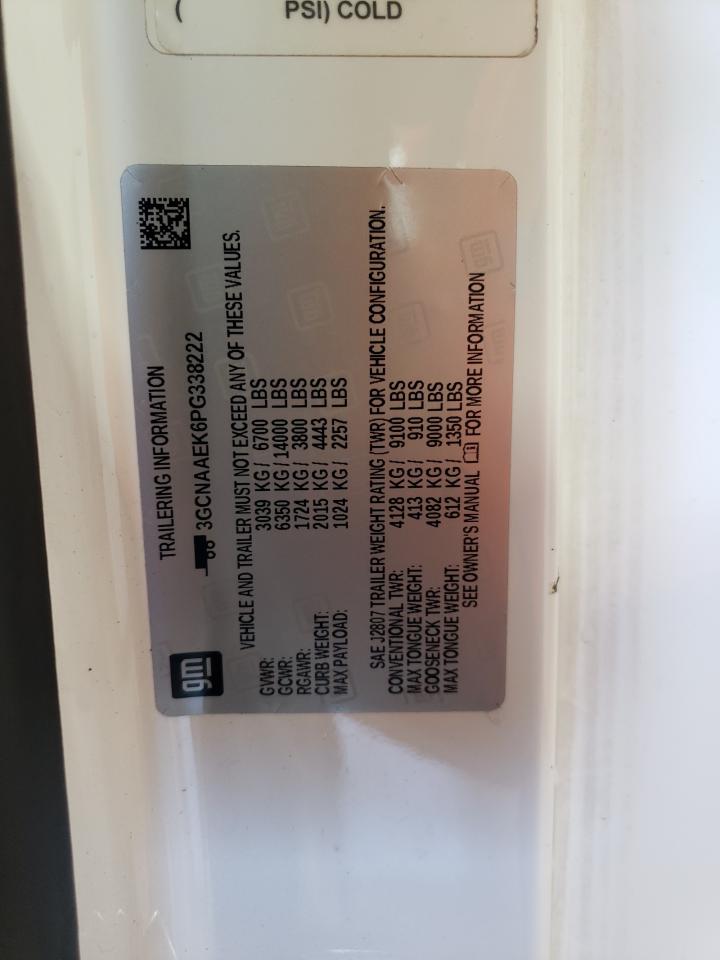 ( PSI) COLD
TRAILERING INFORMATION
3GCNAAEK6PG338222
VEHICLE AND TRAILER MUST NOT EXCEED ANY OF THESE VALUES.
GVWR: 3039 KG / 6700 LBS
GCWR: 6350 KG / 14000 LBS
RGAWR: 1724 KG / 3800 LBS
CURB WEIGHT: 2015 KG / 4443 LBS
MAX PAYLOAD: 1024 KG / 2257 LBS
SAE J2807 TRAILER WEIGHT RATING (TWR) FOR VEHICLE CONFIGURATION.
CONVENTIONAL TWR: 4128 KG / 9100 LBS
MAX TONGUE WEIGHT: 413 KG / 910 LBS
GOOSENECK TWR: 4082 KG / 9000 LBS
MAX TONGUE WEIGHT: 612 KG / 1350 LBS
SEE OWNER'S MANUAL FOR MORE INFORMATION
gm